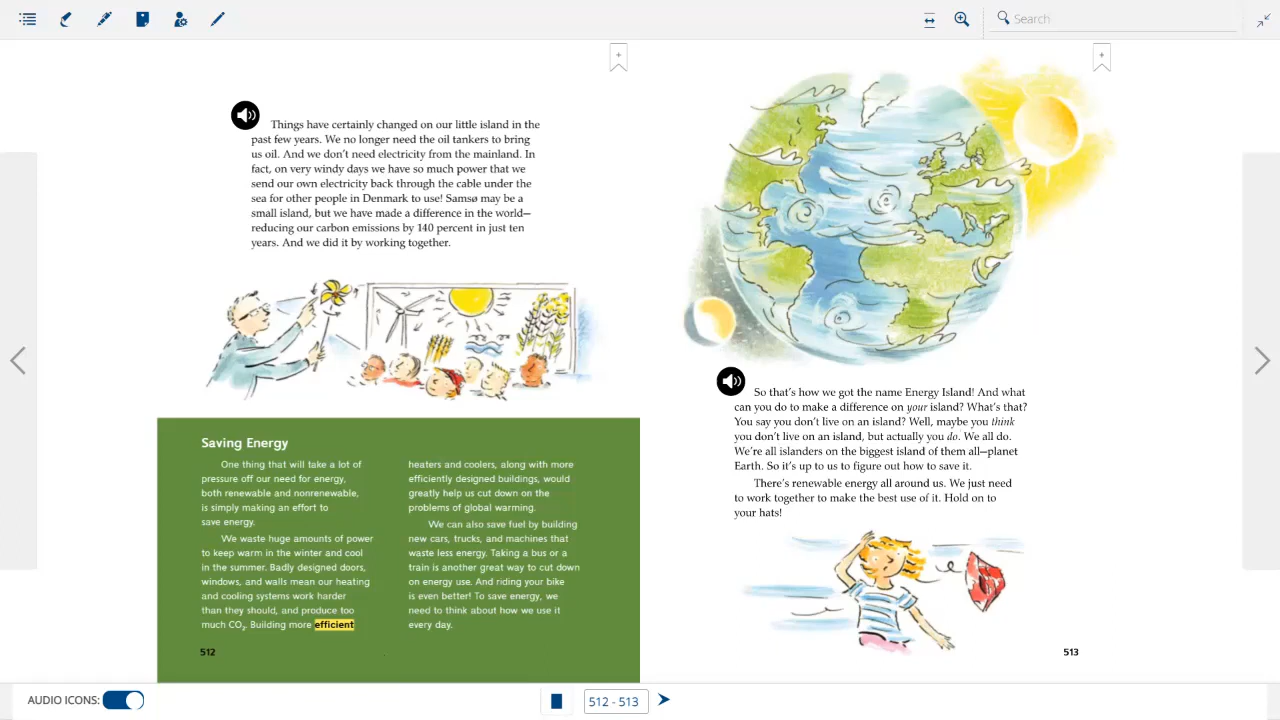 Search
Things have certainly changed on our little island in the
past few years. We no longer need the oil tankers to bring
us oil. And we don't need electricity from the mainland. In
fact, on very windy days we have so much power that we
send our own electricity back through the cable under the
sea for other people in Denmark to use! Samsø may be a
small island, but we have made a difference in the world—
reducing our carbon emissions by 140 percent in just ten
years. And we did it by working together.
Saving Energy
One thing that will take a lot of
pressure off our need for energy,
both renewable and nonrenewable,
is simply making an effort to
save energy.
We waste huge amounts of power
to keep warm in the winter and cool
in the summer. Badly designed doors,
windows, and walls mean our heating
and cooling systems work harder
than they should, and produce too
much CO₂. Building more efficient
heaters and coolers, along with more
efficiently designed buildings, would
greatly help us cut down on the
problems of global warming.
We can also save fuel by building
new cars, trucks, and machines that
waste less energy. Taking a bus or a
train is another great way to cut down
on energy use. And riding your bike
is even better! To save energy, we
need to think about how we use it
every day.
512
So that's how we got the name Energy Island! And what
can you do to make a difference on your island? What's that?
You say you don't live on an island? Well, maybe you think
you don't live on an island, but actually you do. We all do.
We're all islanders on the biggest island of them all—planet
Earth. So it's up to us to figure out how to save it.
There's renewable energy all around us. We just need
to work together to make the best use of it. Hold on to
your hats!
513
AUDIO ICONS:
512 - 513